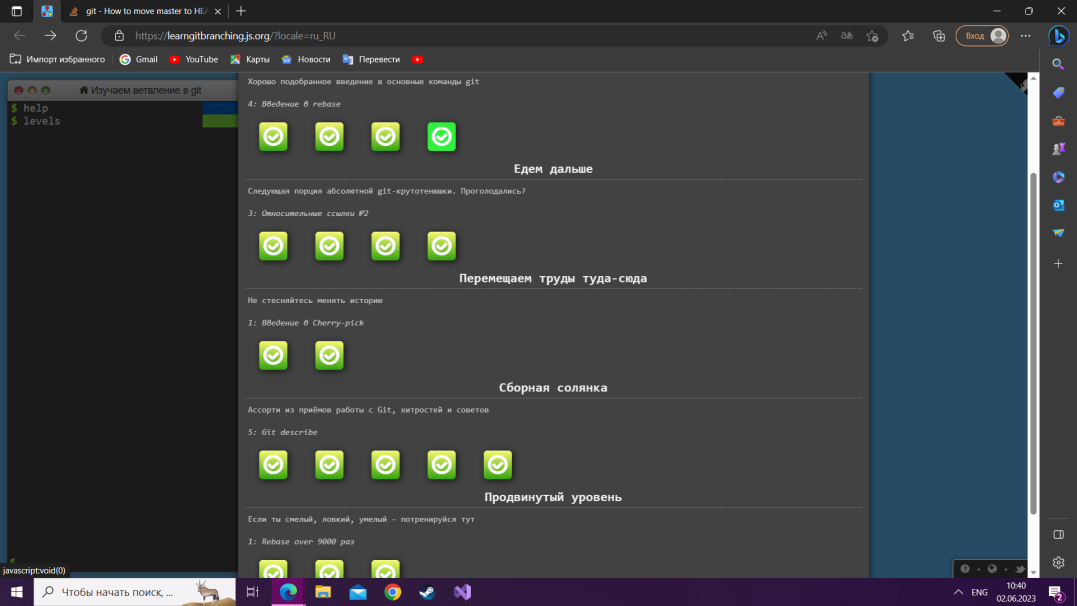 git - How to move master to HEA
https://learngitbranching.js.org/?locale=ru_RU
Вход
Импорт избранного
Gmail
YouTube
Карты
Новости
Перевести
Изучаем ветвление в git
$ help
$ levels
Хорошо подобранное введение в основные команды git
4: Введение в rebase
Едем дальше
Следующая порция абсолютной git-крутотенюшки. Проголодались?
3: Относительные ссылки №2
Перемещаем труды туда-сюда
Не стесняйтесь менять историю
1: Введение в Cherry-pick
Сборная солянка
Ассорти из приёмов работы с Git, хитростей и советов
5: Git describe
Продвинутый уровень
Если ты смелый, ловкий, умелый — потренируйся тут
1: Rebase over 9000 раз
$
javascript:void(0)
Чтобы начать поиск, ...
ENG
10:40
02.06.2023
2